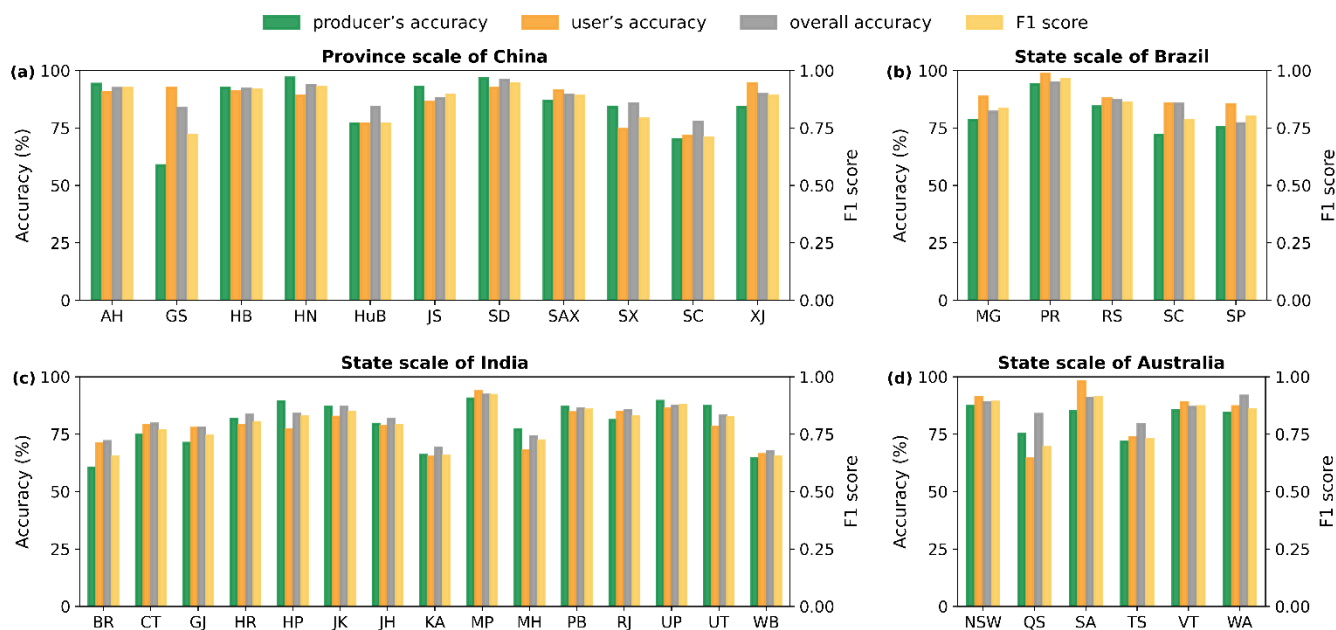 producer's accuracy user's accuracy overall accuracy F1 score
(a) Province scale of China
Accuracy (%)
100
75
50
25
0
1.00
0.75
0.50
0.25
0.00
F1 score
AH GS HB HN HuB JS SD SAX SX SC XJ
(b) State scale of Brazil
Accuracy (%)
100
75
50
25
0
1.00
0.75
0.50
0.25
0.00
F1 score
MG PR RS SC SP
(c) State scale of India
Accuracy (%)
100
75
50
25
0
1.00
0.75
0.50
0.25
0.00
F1 score
BR CT GJ HR HP JK JH KA MP MH PB RJ UP UT WB
(d) State scale of Australia
Accuracy (%)
100
75
50
25
0
1.00
0.75
0.50
0.25
0.00
F1 score
NSW QS SA TS VT WA